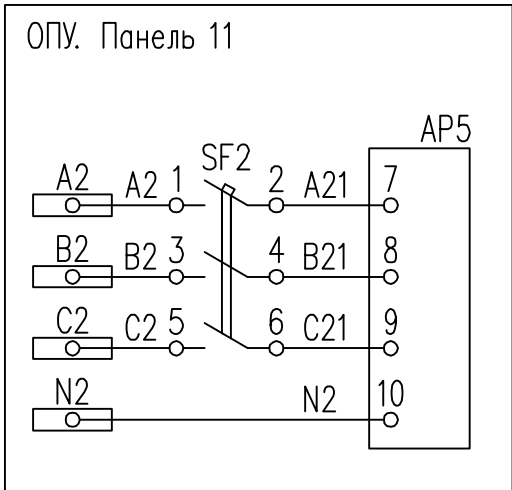 ОПУ. Панель 11
AP5
SF2
A2 A2 1 2 A21 7
B2 B2 3 4 B21 8
C2 C2 5 6 C21 9
N2 N2 10